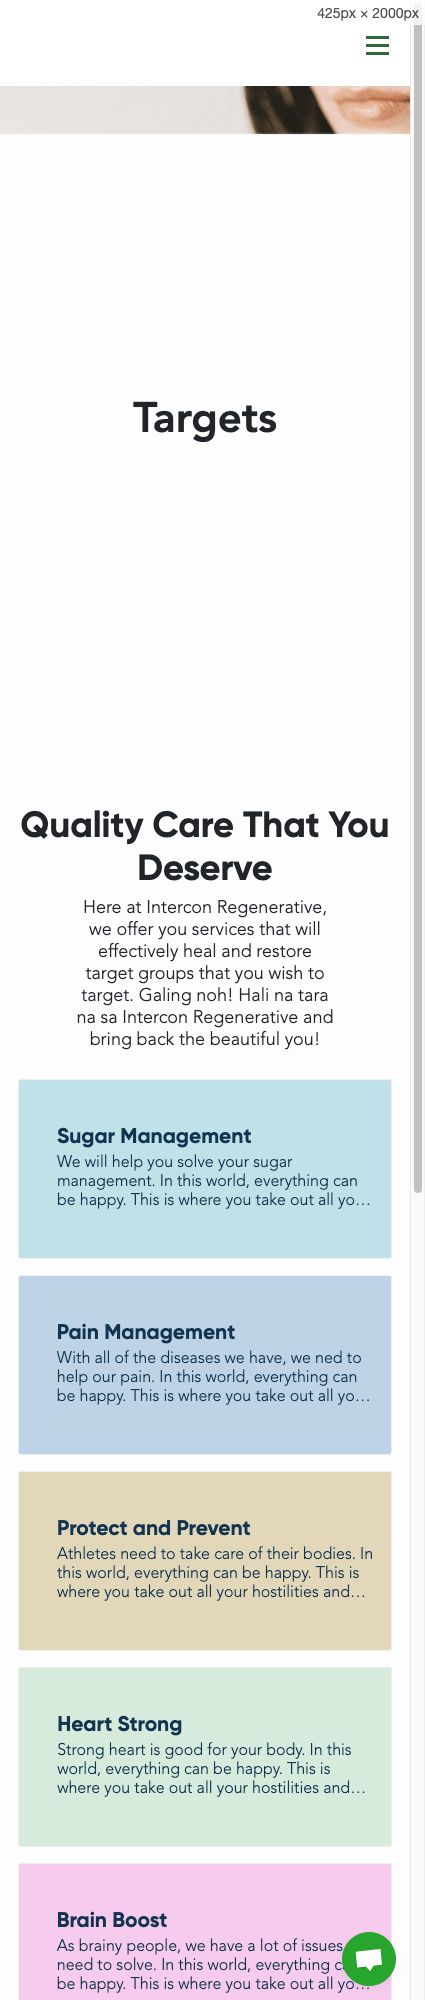 425px × 2000px
Targets
Quality Care That You
Deserve
Here at Intercon Regenerative,
we offer you services that will
effectively heal and restore
target groups that you wish to
target. Galing noh! Hali na tara
na sa Intercon Regenerative and
bring back the beautiful you!
Sugar Management
We will help you solve your sugar
management. In this world, everything can
be happy. This is where you take out all yo…
Pain Management
With all of the diseases we have, we ned to
help our pain. In this world, everything can
be happy. This is where you take out all yo…
Protect and Prevent
Athletes need to take care of their bodies. In
this world, everything can be happy. This is
where you take out all your hostilities and…
Heart Strong
Strong heart is good for your body. In this
world, everything can be happy. This is
where you take out all your hostilities and…
Brain Boost
As brainy people, we have a lot of issues
need to solve. In this world, everything
be happy. This is where you take out all yo…